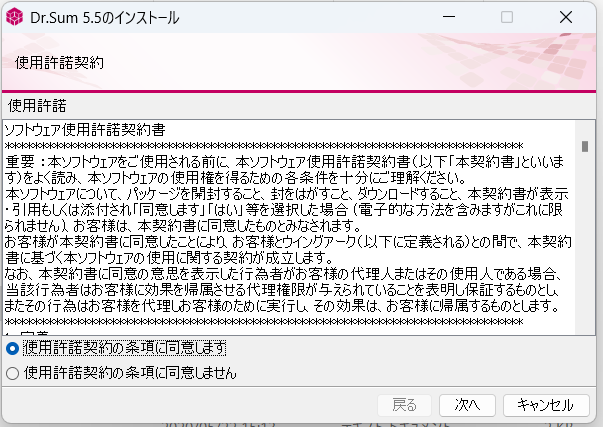 Dr.Sum 5.5のインストール
使用許諾契約
使用許諾
ソフトウェア使用許諾契約書
******************************************************************************
重要 : 本ソフトウェアをご使用される前に、本ソフトウェア使用許諾契約書(以下「本契約書」といいま
す)をよく読み、本ソフトウェアの使用権を得るための各条件を十分にご理解ください。
本ソフトウェアについて、パッケージを開封すること、封をはがすこと、ダウンロードすること、本契約書が表示
・引用もしくは添付され「同意します」「はい」等を選択した場合(電子的な方法を含みますがこれに限
られません)、お客様は、本契約書に同意したものとみなされます。
お客様が本契約書に同意したことにより、お客様とウイングアーク(以下に定義される)との間で、本契約
書に基づく本ソフトウェアの使用に関する契約が成立します。
なお、本契約書に同意の意思を表示した行為者がお客様の代理人またはその使用人である場合、
当該行為者はお客様に効果を帰属させる代理権限が与えられていることを表明し保証するものとし、
またその行為はお客様を代理しお客様のために実行し、その効果は、お客様に帰属するものとします。
******************************************************************************
使用許諾契約の条項に同意します
使用許諾契約の条項に同意しません
戻る 次へ キャンセル